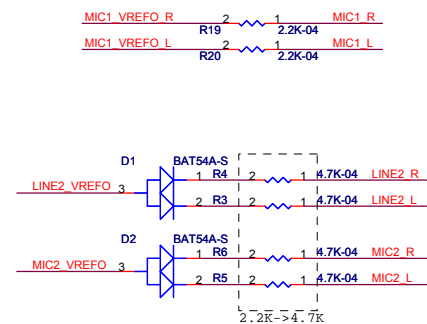 MIC1_VREFO_R 2 1 MIC1_R
R19 2.2K-04
MIC1_VREFO_L 2 1 MIC1_L
R20 2.2K-04
D1 BAT54A-S
1 R4 2 1 4.7K-04 LINE2_R
LINE2_VREFO 3
2 R3 2 1 4.7K-04 LINE2_L
D2 BAT54A-S
1 R6 2 1 4.7K-04 MIC2_R
MIC2_VREFO 3
2 R5 2 1 4.7K-04 MIC2_L
2.2K->4.7K